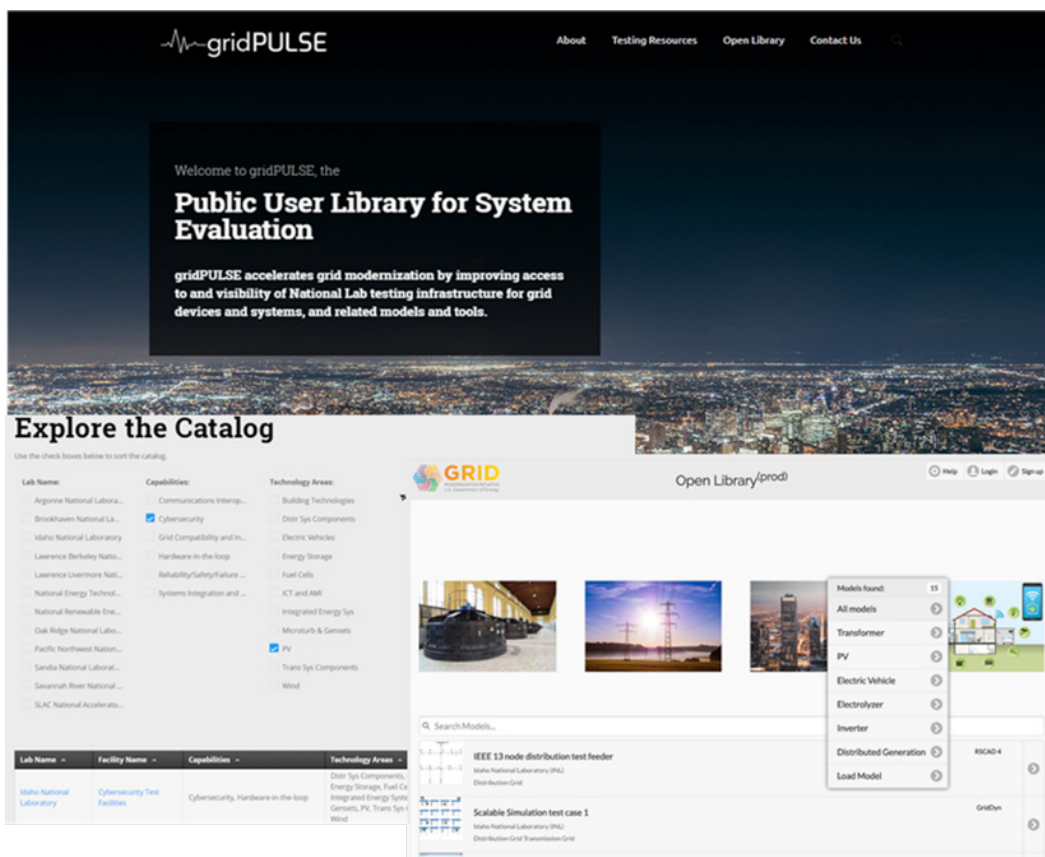 gridPULSE
About Testing Resources Open Library Contact Us
Welcome to gridPULSE, the
Public User Library for System
Evaluation
gridPULSE accelerates grid modernization by improving access
to and visibility of National Lab testing infrastructure for grid
devices and systems, and related models and tools.
Explore the Catalog
Use the check boxes below to sort the catalog.
Lab Name: Capabilities: Technology Areas:
Argonne National Labora... Communications Interop... Building Technologies
Brookhaven National La... Cybersecurity Distr Sys Components
Idaho National Laboratory Grid Compatibility and In... Electric Vehicles
Lawrence Berkeley Natio... Hardware-in-the-loop Energy Storage
Lawrence Livermore Nati... Reliability/Safety/Failure ... Fuel Cells
National Energy Technol... Systems Integration and ... ICT and AMI
National Renewable Ene... Integrated Energy Sys
Oak Ridge National Labo... Microturb & Gensets
Pacific Northwest Nation... PV
Sandia National Laborat... Trans Sys Components
Savannah River National ... Wind
SLAC National Accelerato...
Lab Name Facility Name Capabilities Technology Areas
Idaho National
Laboratory
Cybersecurity Test
Facilities
Cybersecurity, Hardware-in-the-loop
Distr Sys Components,
Energy Storage, Fuel Ce
Integrated Energy Syste
Gensets, PV, Trans Sys
Wind
GRID
U.S. Department of Energy
Open Library(prod)
Help Login Sign up
Models found: 55
All models
Transformer
PV
Electric Vehicle
Electrolyzer
Inverter
Distributed Generation
Load Model
Search Models...
IEEE 13 node distribution test feeder
Idaho National Laboratory (INL)
Distribution Grid
RSCAD 4
Scalable Simulation test case 1
Idaho National Laboratory (INL)
Distribution Grid Transmission Grid
GridDyn